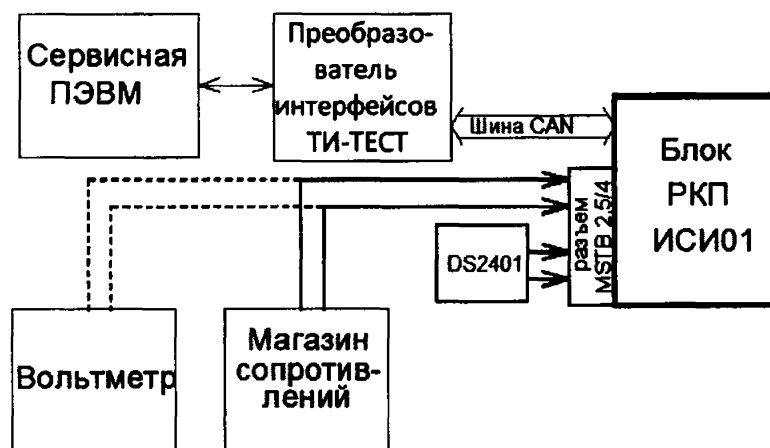 Сервисная
ПЭВМ
Преобразо-
ватель
интерфейсов
ТИ-ТЕСТ
Шина CAN
Блок
РКП
ИСИ01
разъем
MSTB 2,5/4
DS2401
Вольтметр
Магазин
сопротив-
лений